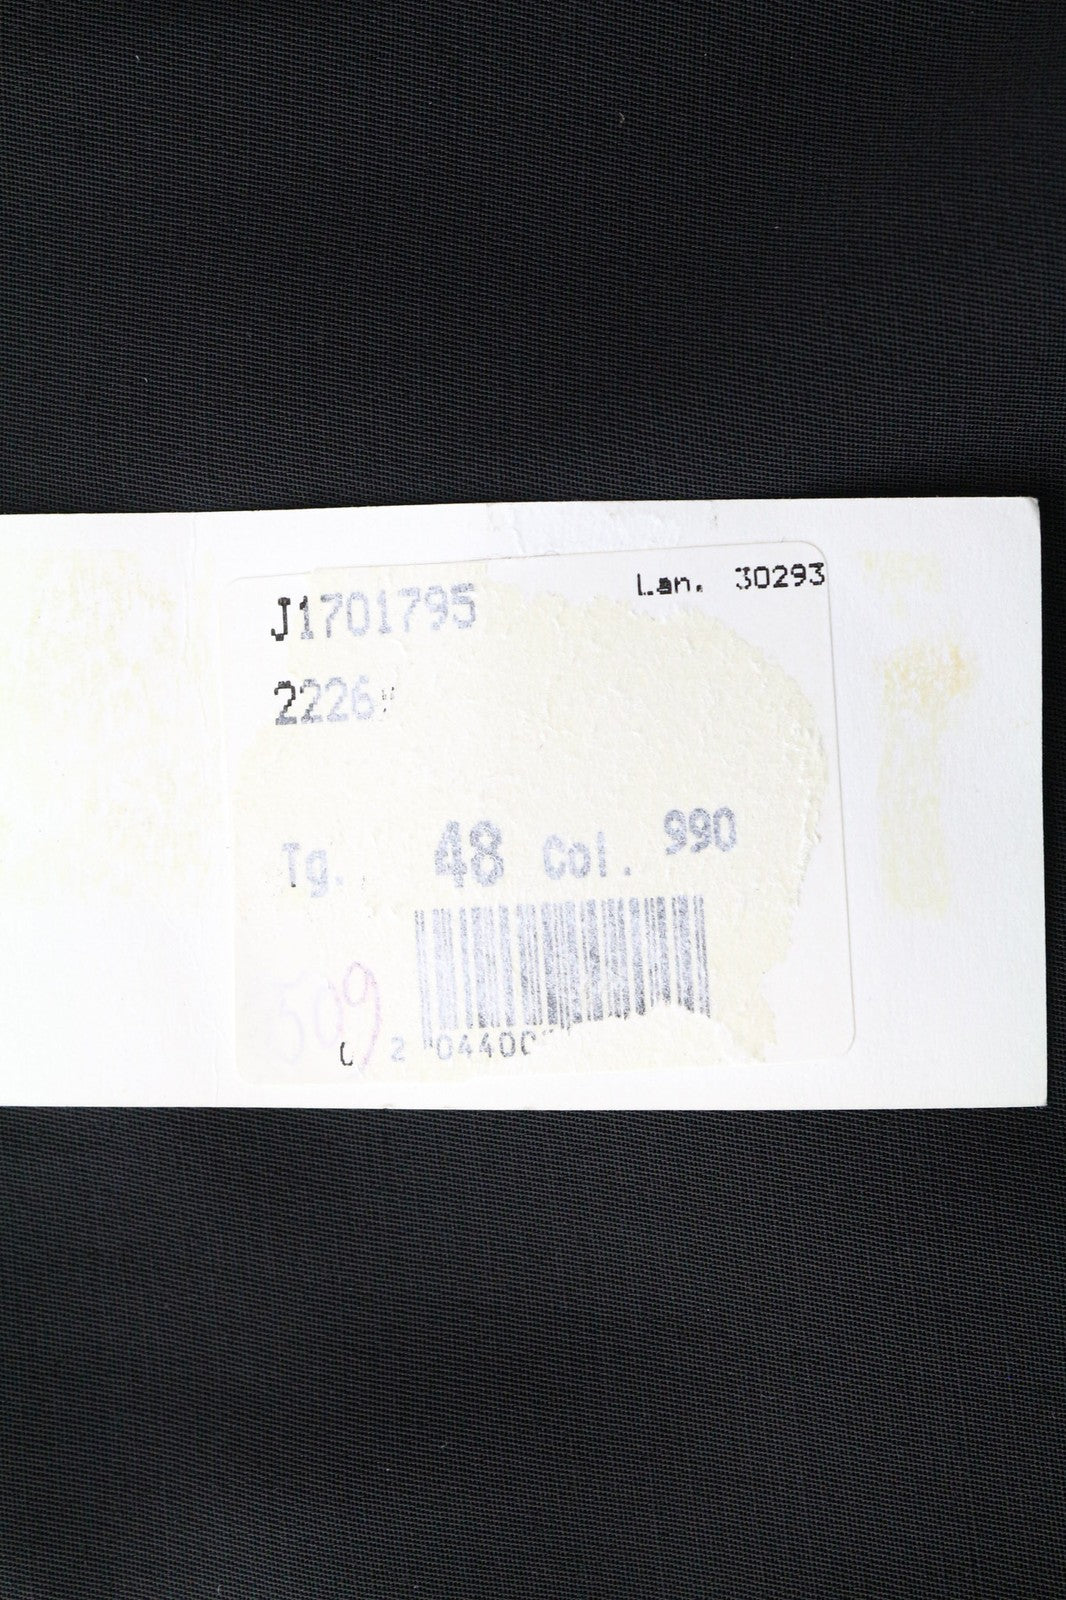 J1701795 Lan. 30293
2226
Tg. 48 Col. 990
509
2 04400